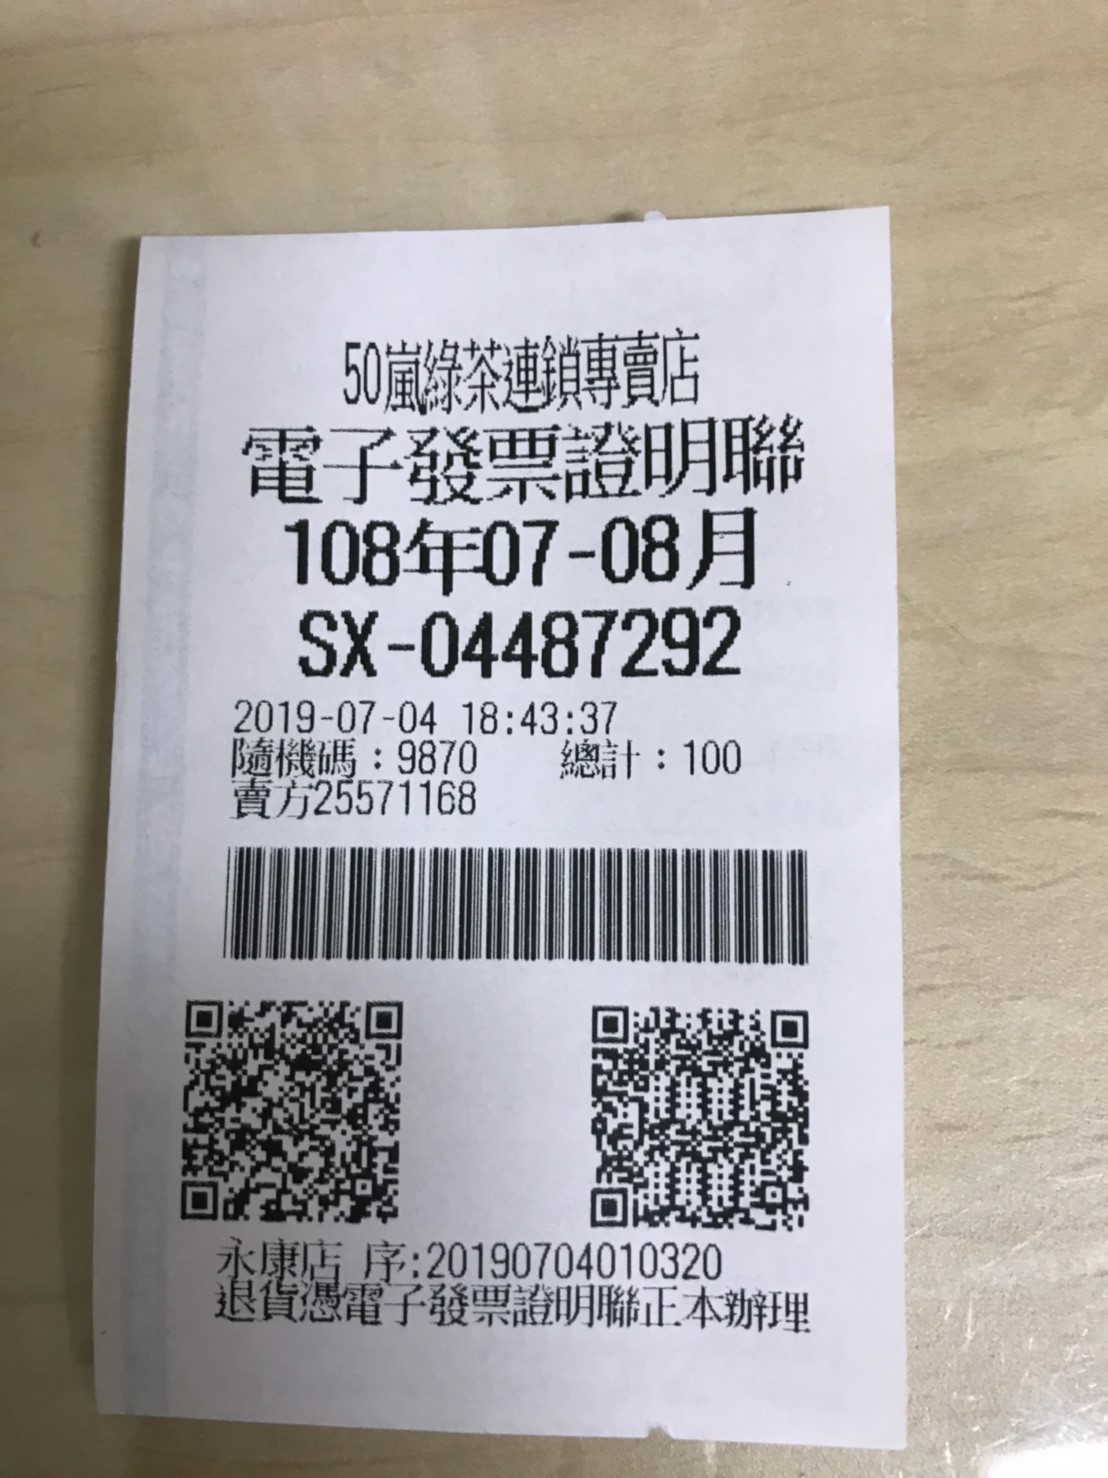 50嵐綠茶連鎖專賣店
電子發票證明聯
108年07-08月
SX-04487292
2019-07-04 18:43:37
隨機碼：9870 總計：100
賣方25571168
永康店 序:20190704010320
退貨憑電子發票證明聯正本辦理